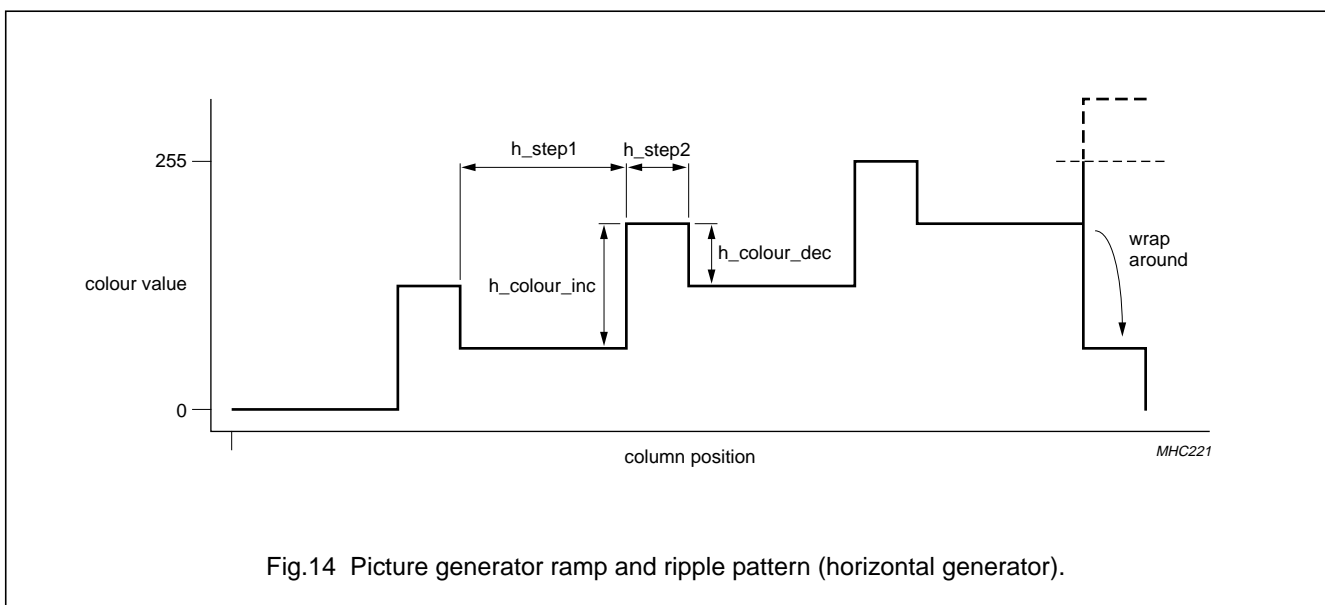 255
h_step1
h_step2
h_colour_dec
h_colour_inc
wrap
around
colour value
0
column position
MHC221
Fig.14 Picture generator ramp and ripple pattern (horizontal generator).